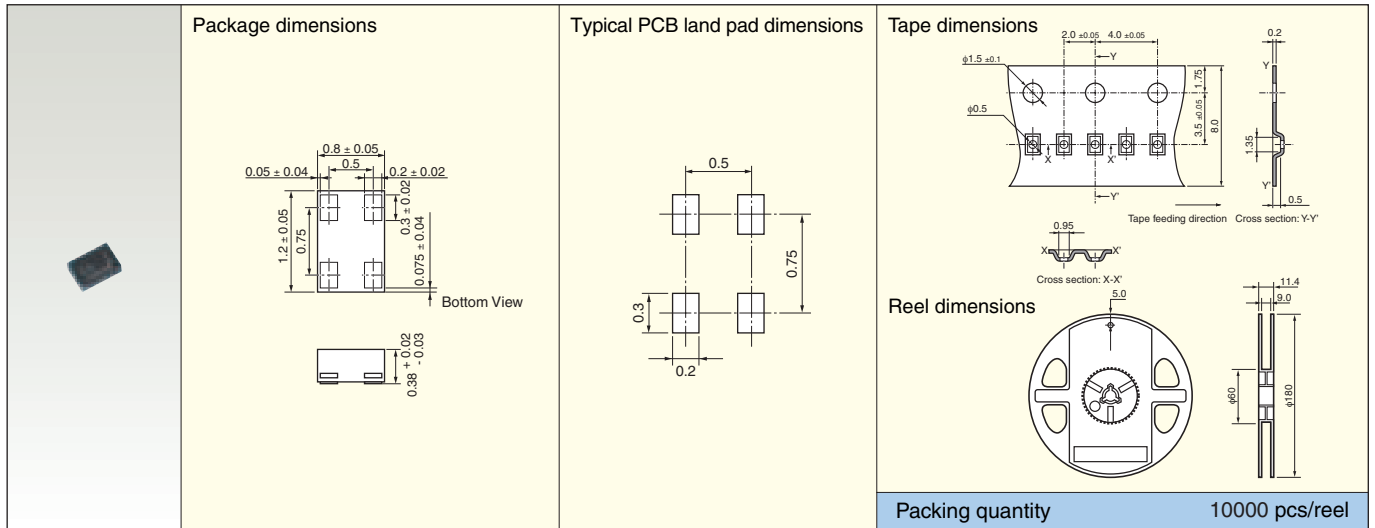 Package dimensions
0.8 ± 0.05
0.5
0.05 ± 0.04
0.2 ± 0.02
0.3 ± 0.02
1.2 ± 0.05
0.75
0.075 ± 0.04
Bottom View
0.38 + 0.02
- 0.03
Typical PCB land pad dimensions
0.5
0.75
0.3
0.2
Tape dimensions
2.0 ±0.05
4.0 ±0.05
0.2
φ1.5 ±0.1
Y
Y
1.75
φ0.5
3.5 ±0.05
8.0
1.35
X
X'
Y'
Y'
0.5
Tape feeding direction
Cross section: Y-Y'
0.95
X
X'
Cross section: X-X'
Reel dimensions
5.0
11.4
9.0
φ60
φ180
Packing quantity
10000 pcs/reel